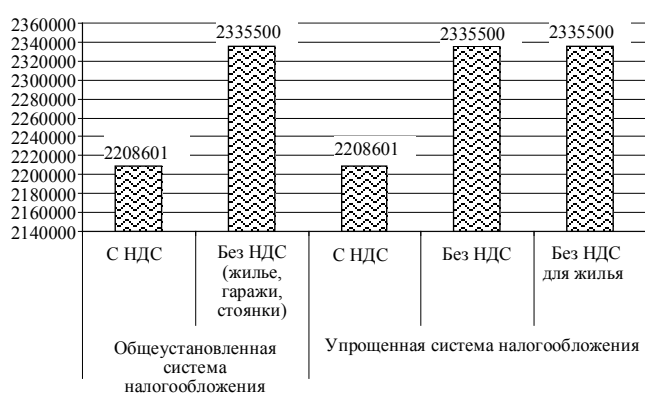 2360000
2340000
2320000
2300000
2280000
2260000
2240000
2220000
2200000
2180000
2160000
2140000
2208601
2335500
2208601
2335500
2335500
С НДС
Без НДС
(жилье,
гаражи,
стоянки)
С НДС
Без НДС
Без НДС
для жилья
Общеустановленная
система
налогообложения
Упрощенная система налогообложения